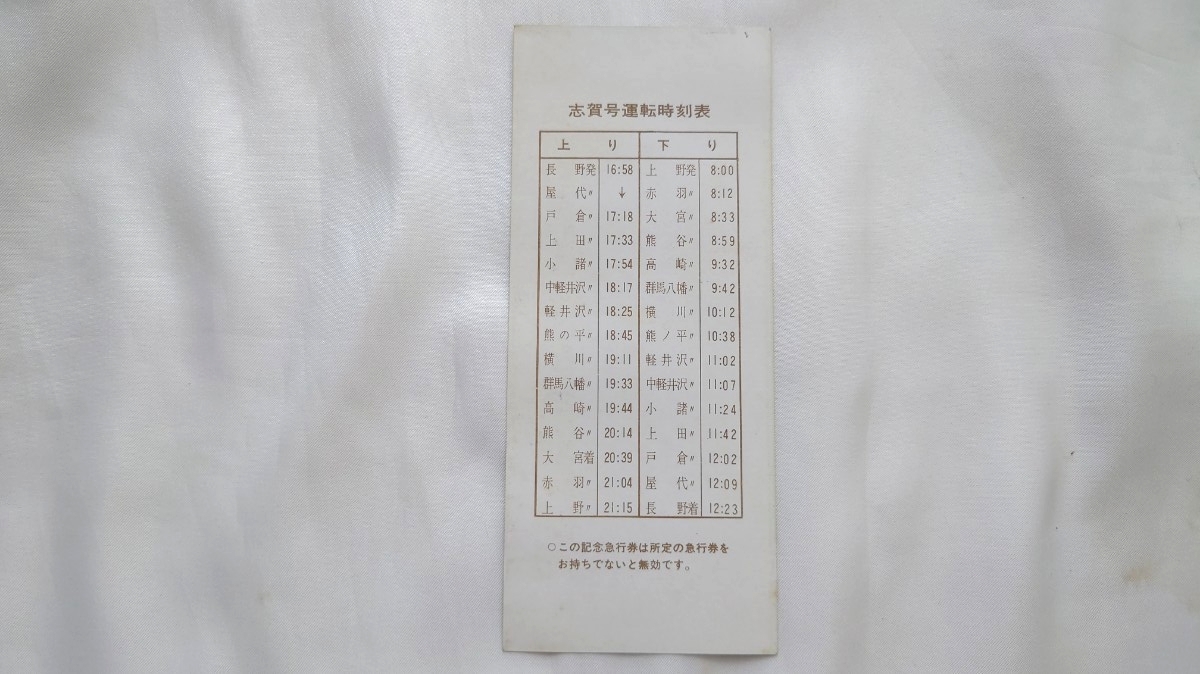 志賀号運転時刻表
上り 下り
長野発 16:58 上野発 8:00
屋代〃 ↓ 赤羽〃 8:12
戸倉〃 17:18 大宮〃 8:33
上田〃 17:33 熊谷〃 8:59
小諸〃 17:54 高崎〃 9:32
中軽井沢〃 18:17 群馬八幡〃 9:42
軽井沢〃 18:25 横川〃 10:12
熊の平〃 18:45 熊ノ平〃 10:38
横川〃 19:11 軽井沢〃 11:02
群馬八幡〃 19:33 中軽井沢〃 11:07
高崎〃 19:44 小諸〃 11:24
熊谷〃 20:14 上田〃 11:42
大宮着 20:39 戸倉〃 12:02
赤羽〃 21:04 屋代〃 12:09
上野〃 21:15 長野着 12:23
○この記念急行券は所定の急行券を
お持ちでないと無効です。